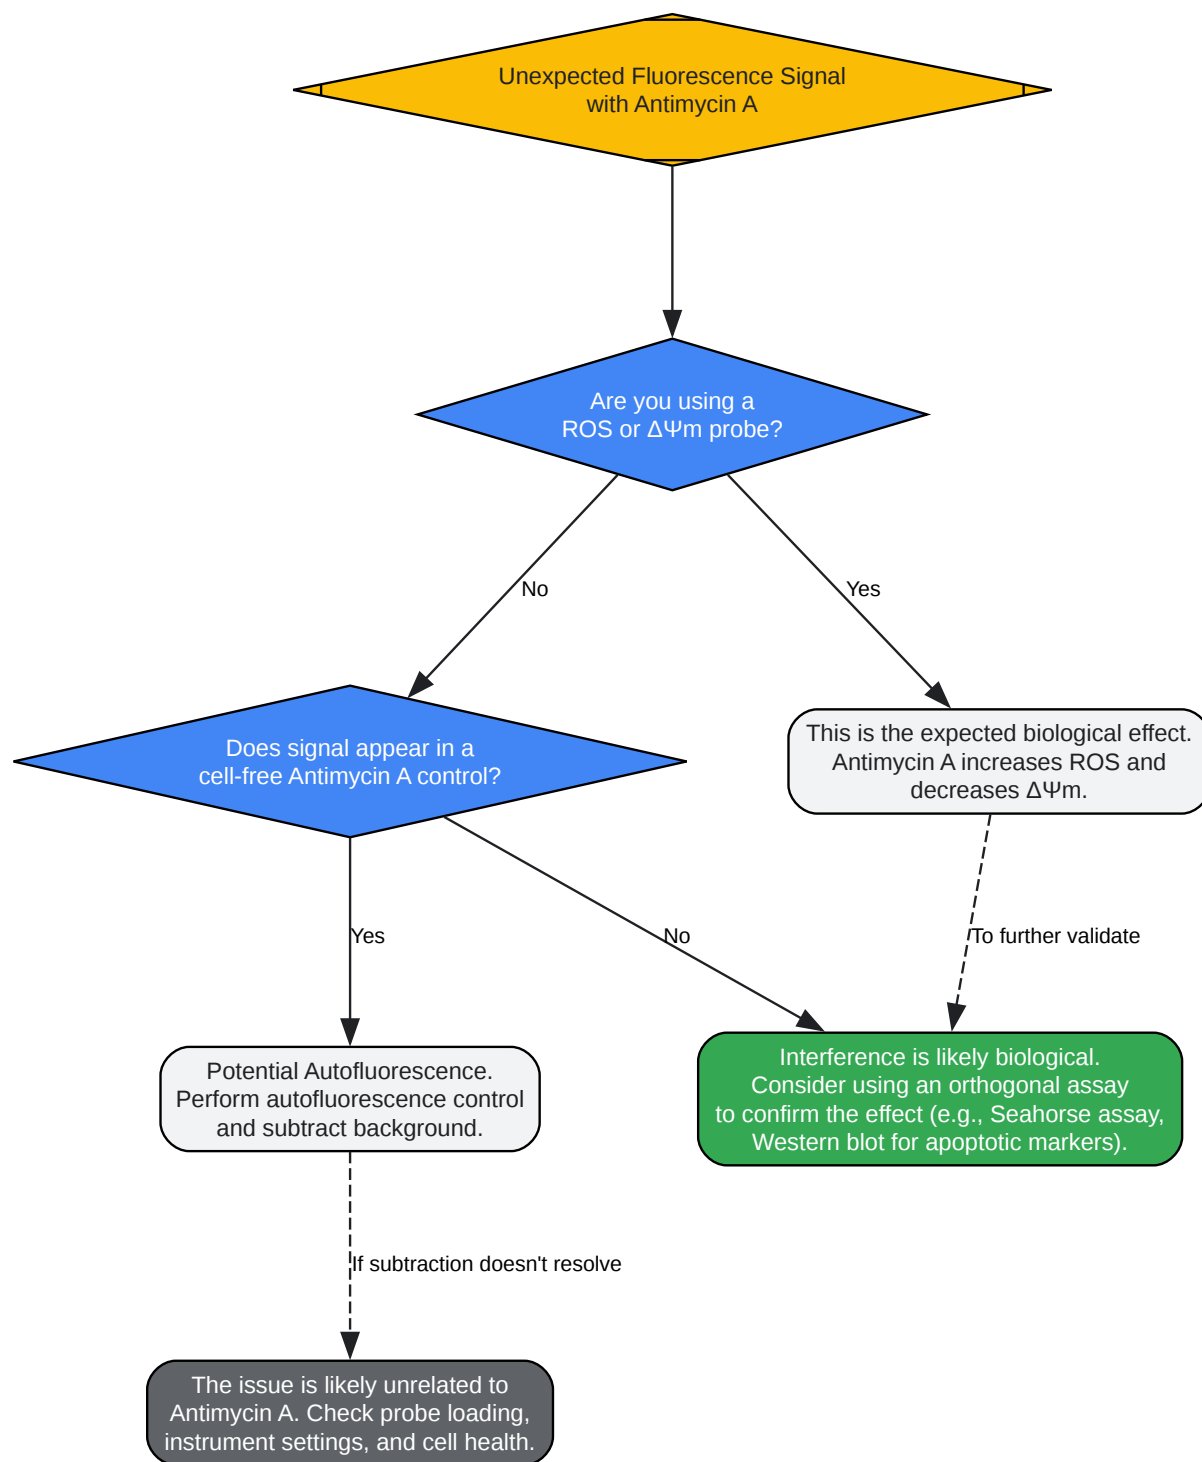 Unexpected Fluorescence Signal
with Antimycin A
Are you using a
ROS or ΔΨm probe?
No
Yes
Does signal appear in a
cell-free Antimycin A control?
This is the expected biological effect.
Antimycin A increases ROS and
decreases ΔΨm.
Yes
No
To further validate
Potential Autofluorescence.
Perform autofluorescence control
and subtract background.
Interference is likely biological.
Consider using an orthogonal assay
to confirm the effect (e.g., Seahorse assay,
Western blot for apoptotic markers).
If subtraction doesn't resolve
The issue is likely unrelated to
Antimycin A. Check probe loading,
instrument settings, and cell health.